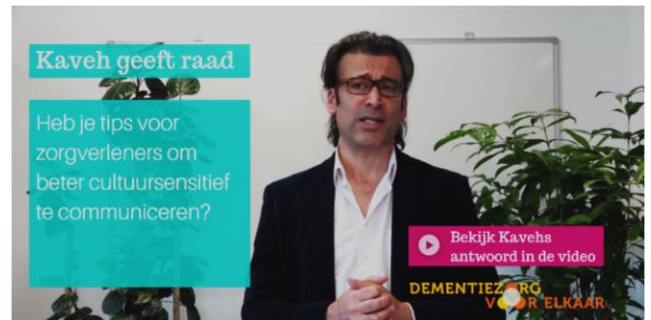 Kaveh geeft raad
Heb je tips voor
zorgverleners om
beter cultuursensitief
te communiceren?
Bekijk Kavehs
antwoord in de video
DEMENTIEZORG
VOOR ELKAAR